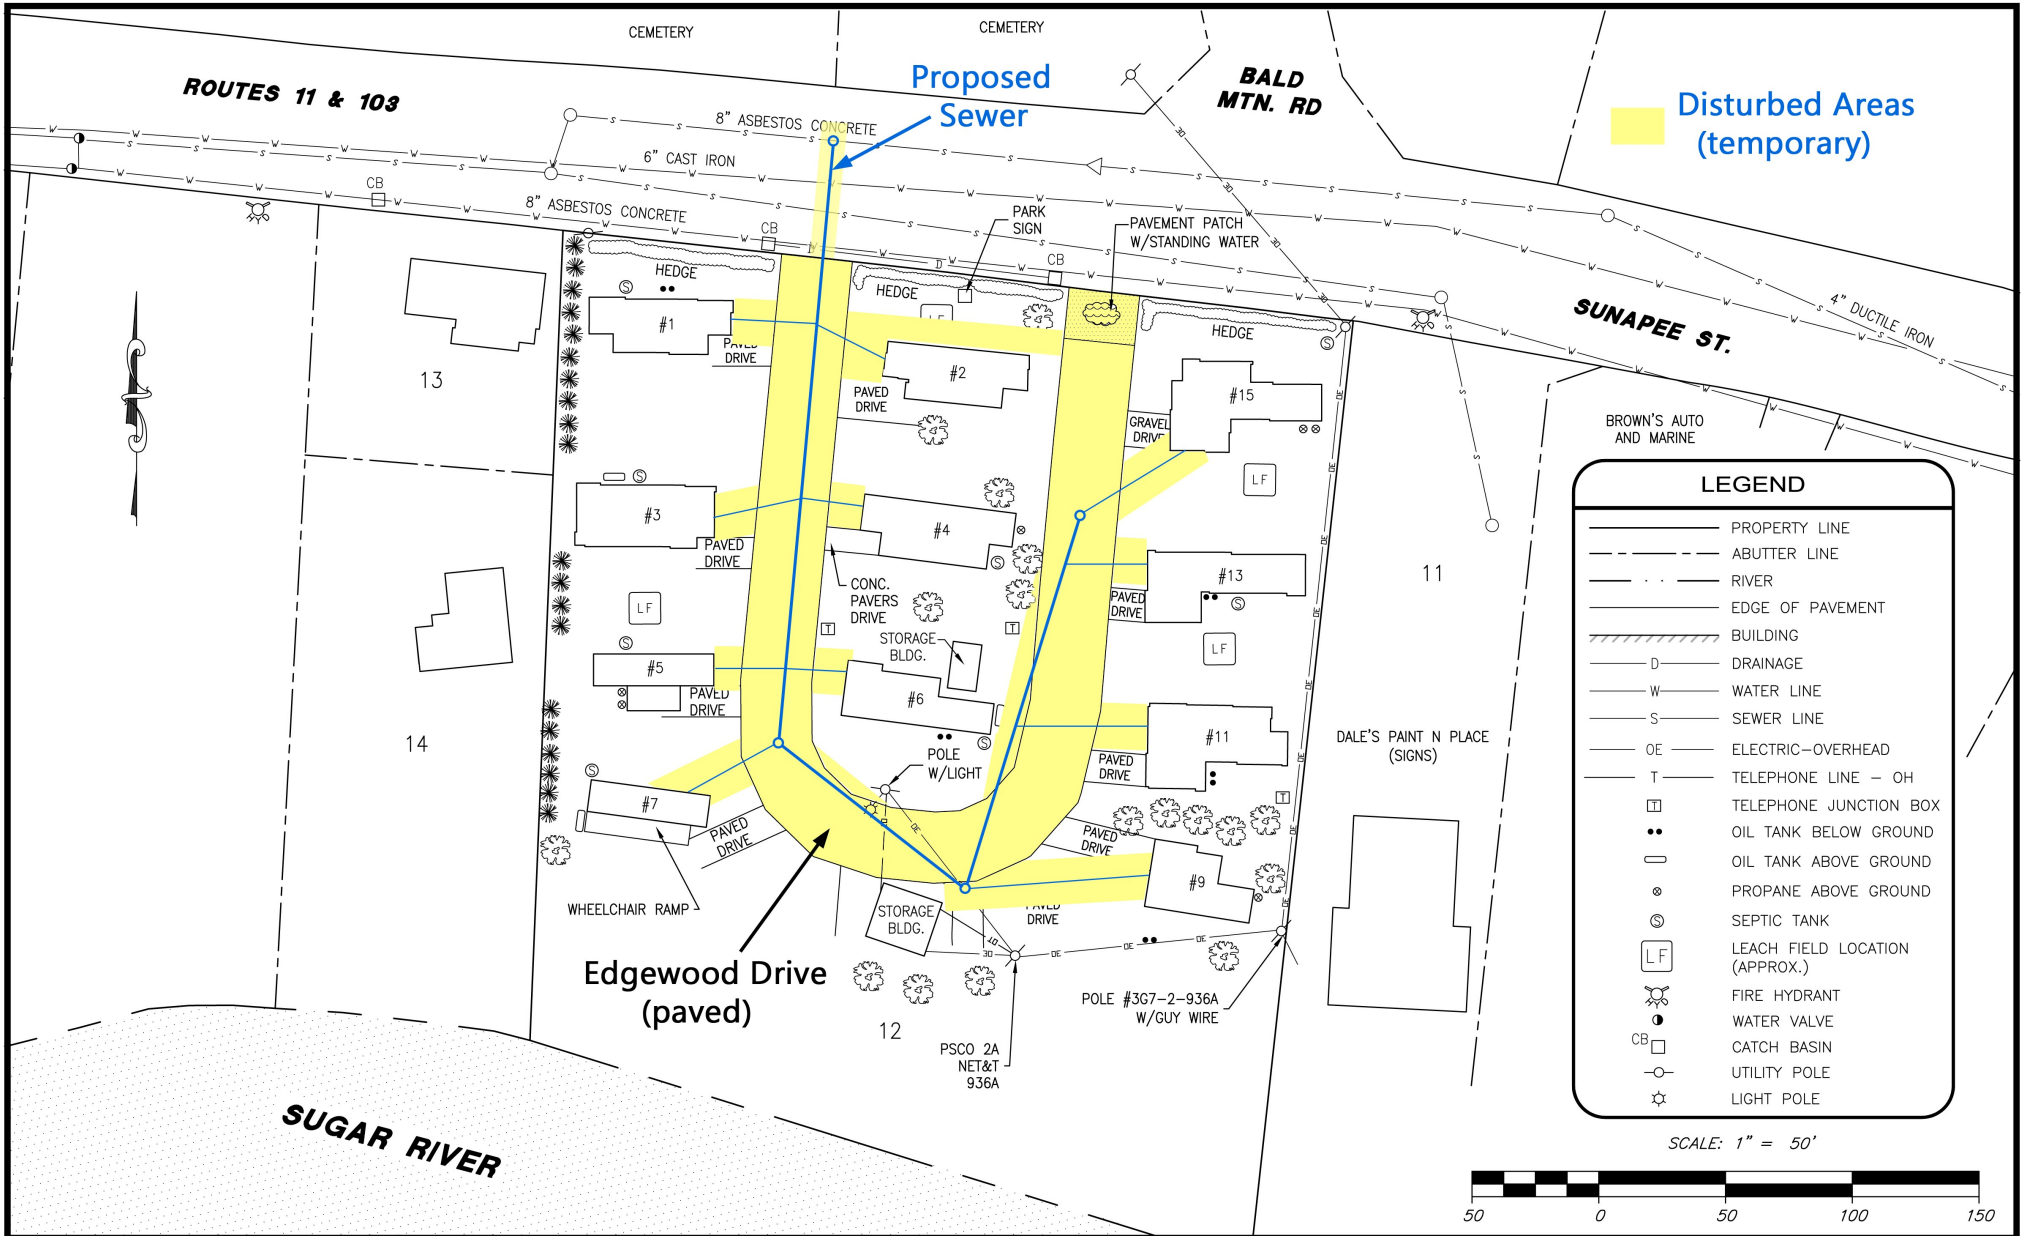 CEMETERY
CEMETERY
ROUTES 11 & 103
Proposed
Sewer
BALD
MTN. RD
Disturbed Areas
(temporary)
8" ASBESTOS CONCRETE
6" CAST IRON
8" ASBESTOS CONCRETE
CB
CB
CB
PARK
SIGN
PAVEMENT PATCH
W/STANDING WATER
SUNAPEE ST.
4" DUCTILE IRON
HEDGE
HEDGE
HEDGE
LF
#1
PAVED
DRIVE
#2
PAVED
DRIVE
#15
GRAVEL
DRIVE
LF
BROWN'S AUTO
AND MARINE
13
#3
PAVED
DRIVE
#4
CONC.
PAVERS
DRIVE
#13
PAVED
DRIVE
LF
LF
11
14
STORAGE
BLDG.
#5
PAVED
DRIVE
#6
#11
PAVED
DRIVE
DALE'S PAINT N PLACE
(SIGNS)
POLE
W/LIGHT
#7
PAVED
DRIVE
PAVED
DRIVE
#9
PAVED
DRIVE
WHEELCHAIR RAMP
STORAGE
BLDG.
Edgewood Drive
(paved)
12
PSCO 2A
NET&T
936A
POLE #3G7-2-936A
W/GUY WIRE
SUGAR RIVER
LEGEND
PROPERTY LINE
ABUTTER LINE
RIVER
EDGE OF PAVEMENT
BUILDING
D DRAINAGE
W WATER LINE
S SEWER LINE
OE ELECTRIC-OVERHEAD
T TELEPHONE LINE - OH
T TELEPHONE JUNCTION BOX
OIL TANK BELOW GROUND
OIL TANK ABOVE GROUND
PROPANE ABOVE GROUND
S SEPTIC TANK
LF LEACH FIELD LOCATION
(APPROX.)
FIRE HYDRANT
WATER VALVE
CB CATCH BASIN
UTILITY POLE
LIGHT POLE
SCALE: 1" = 50'
50 0 50 100 150